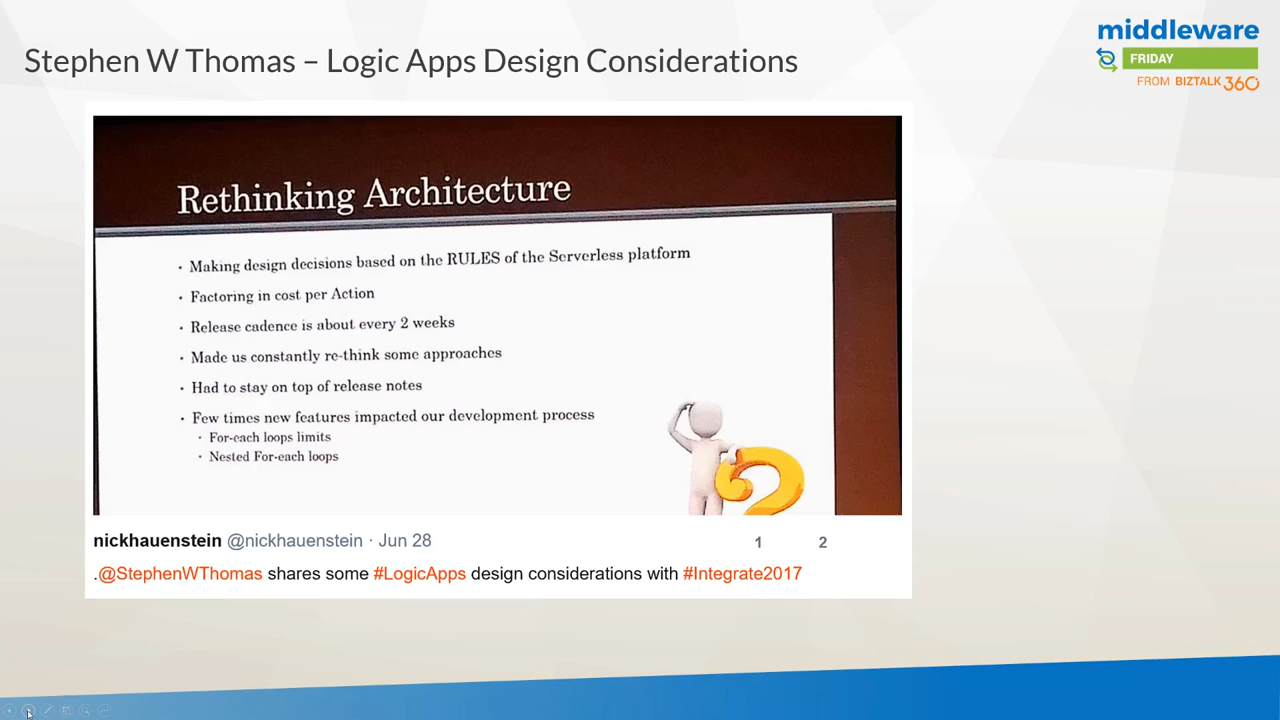 Stephen W Thomas – Logic Apps Design Considerations
middleware
FRIDAY
FROM BIZTALK360
Rethinking Architecture
· Making design decisions based on the RULES of the Serverless platform
· Factoring in cost per Action
· Release cadence is about every 2 weeks
· Made us constantly re-think some approaches
· Had to stay on top of release notes
· Few times new features impacted our development process
· For-each loops limits
· Nested For-each loops
nickhauenstein @nickhauenstein · Jun 28
1 2
.@StephenWThomas shares some #LogicApps design considerations with #Integrate2017